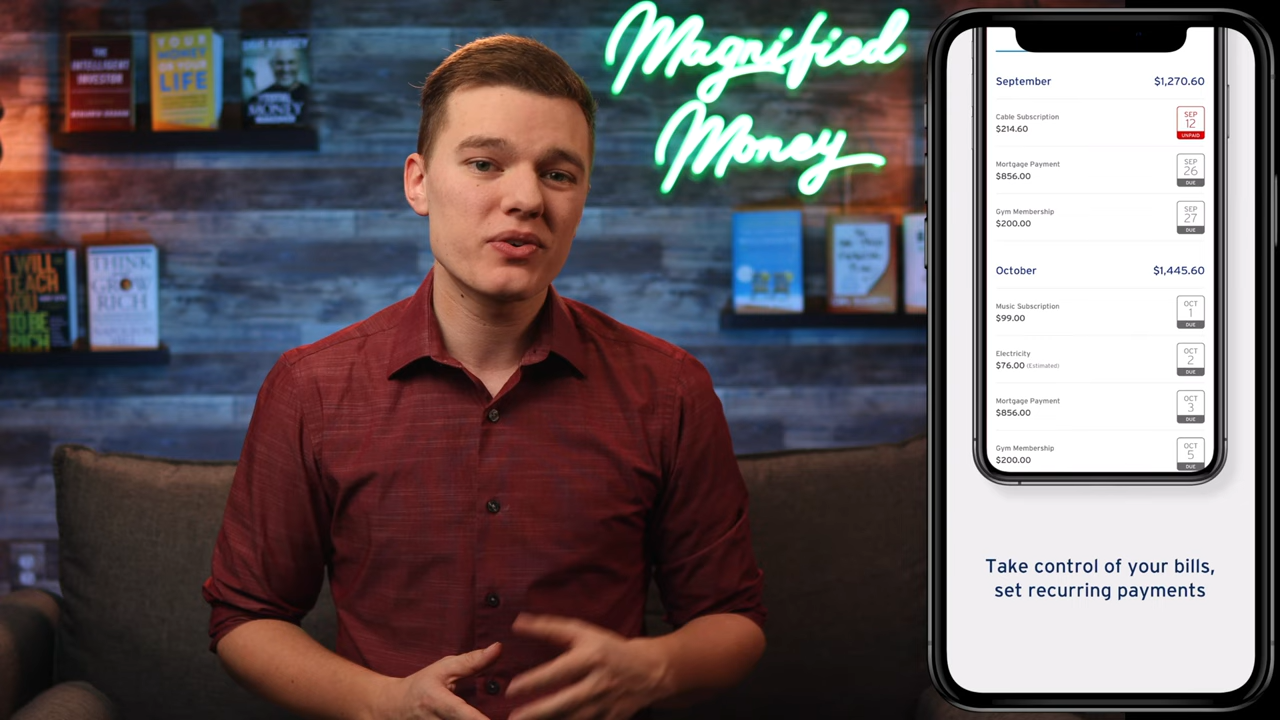 THE
INTELLIGENT
INVESTOR
YOUR
MONEY
OR YOUR
LIFE
DAVE RAMSEY
MONEY
Magnified
Money
I WILL
TEACH
YOU
TO BE
RICH
THINK
GROW
RICH
September $1,270.60
Cable Subscription
$214.60
SEP
12
UNPAID
Mortgage Payment
$856.00
SEP
26
DUE
Gym Membership
$200.00
SEP
27
DUE
October $1,445.60
Music Subscription
$99.00
OCT
1
DUE
Electricity
$76.00 (Estimated)
OCT
2
DUE
Mortgage Payment
$856.00
OCT
3
DUE
Gym Membership
$200.00
OCT
5
DUE
Take control of your bills,
set recurring payments